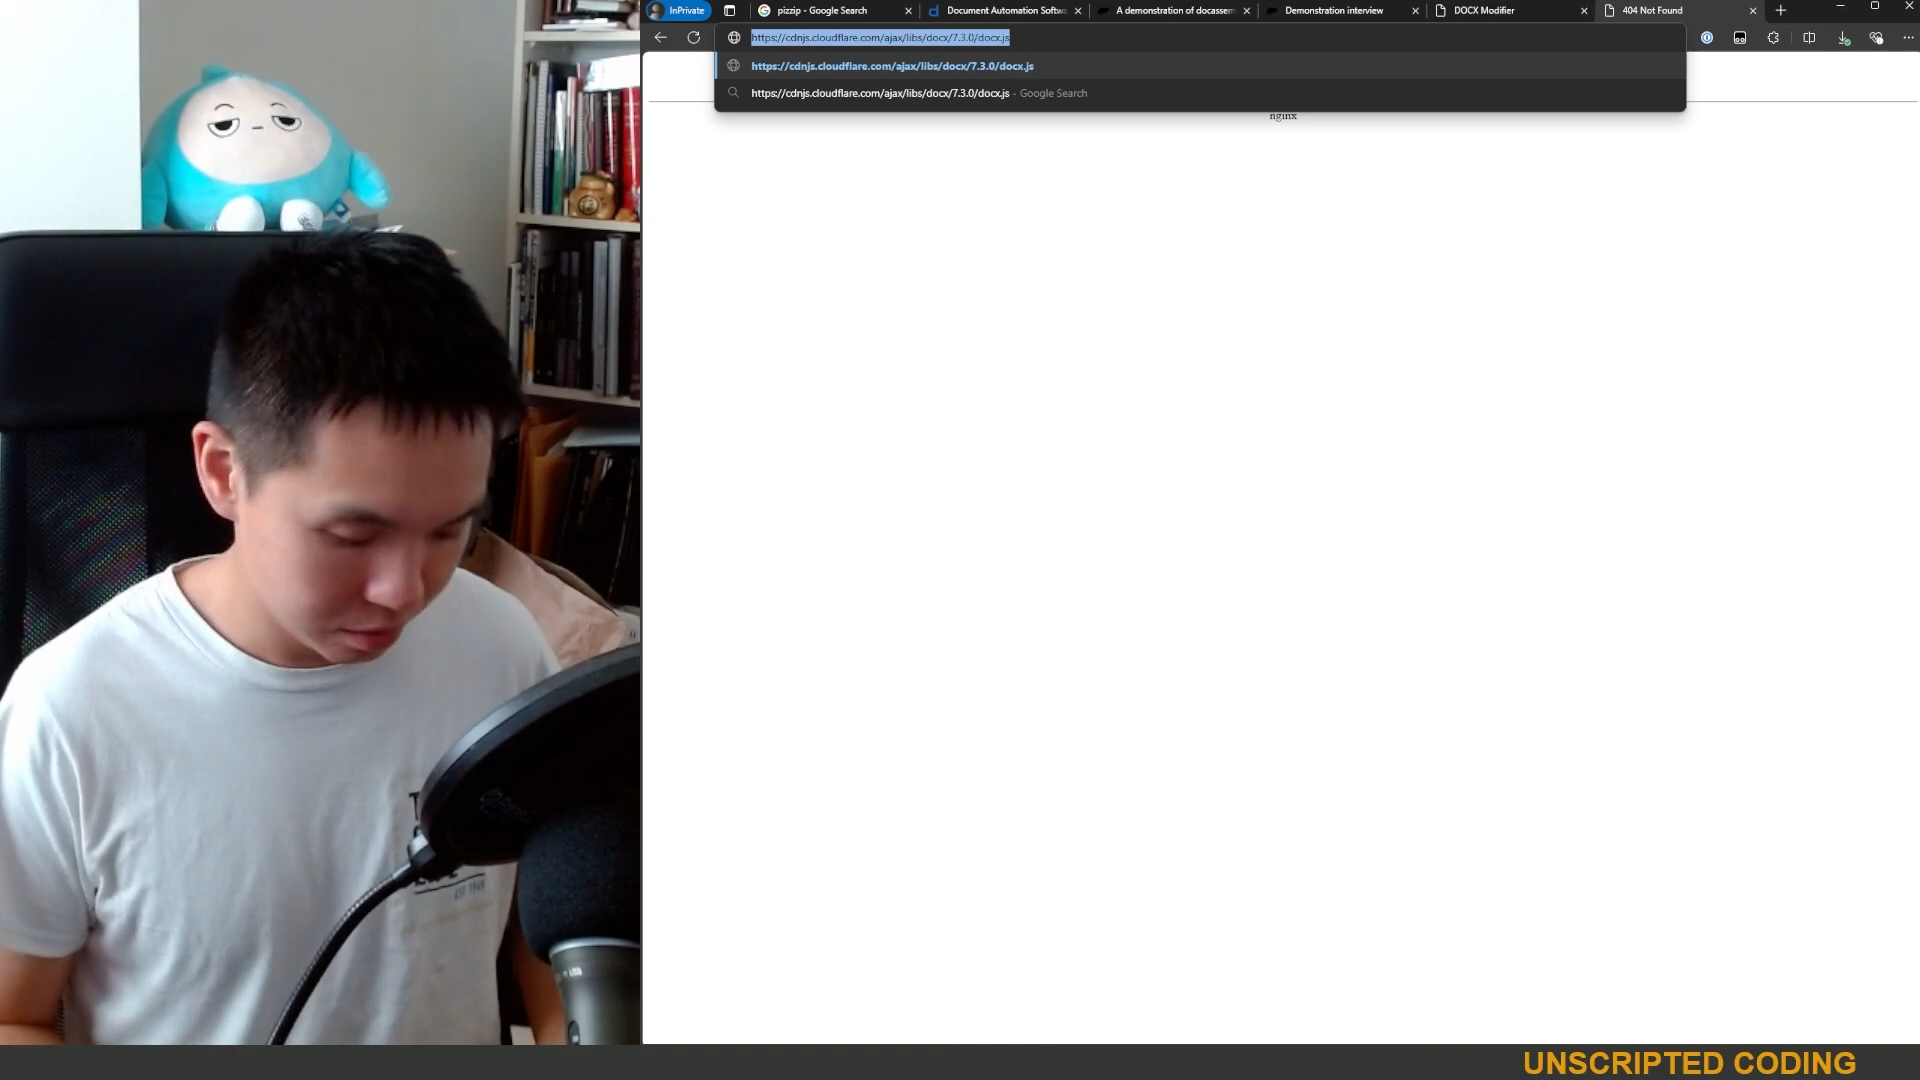 InPrivate
pizzip - Google Search
Document Automation Softw
A demonstration of docassem
Demonstration interview
DOCX Modifier
404 Not Found
https://cdnjs.cloudflare.com/ajax/libs/docx/7.3.0/docx.js
https://cdnjs.cloudflare.com/ajax/libs/docx/7.3.0/docx.js
https://cdnjs.cloudflare.com/ajax/libs/docx/7.3.0/docx.js - Google Search
nginx
UNSCRIPTED CODING